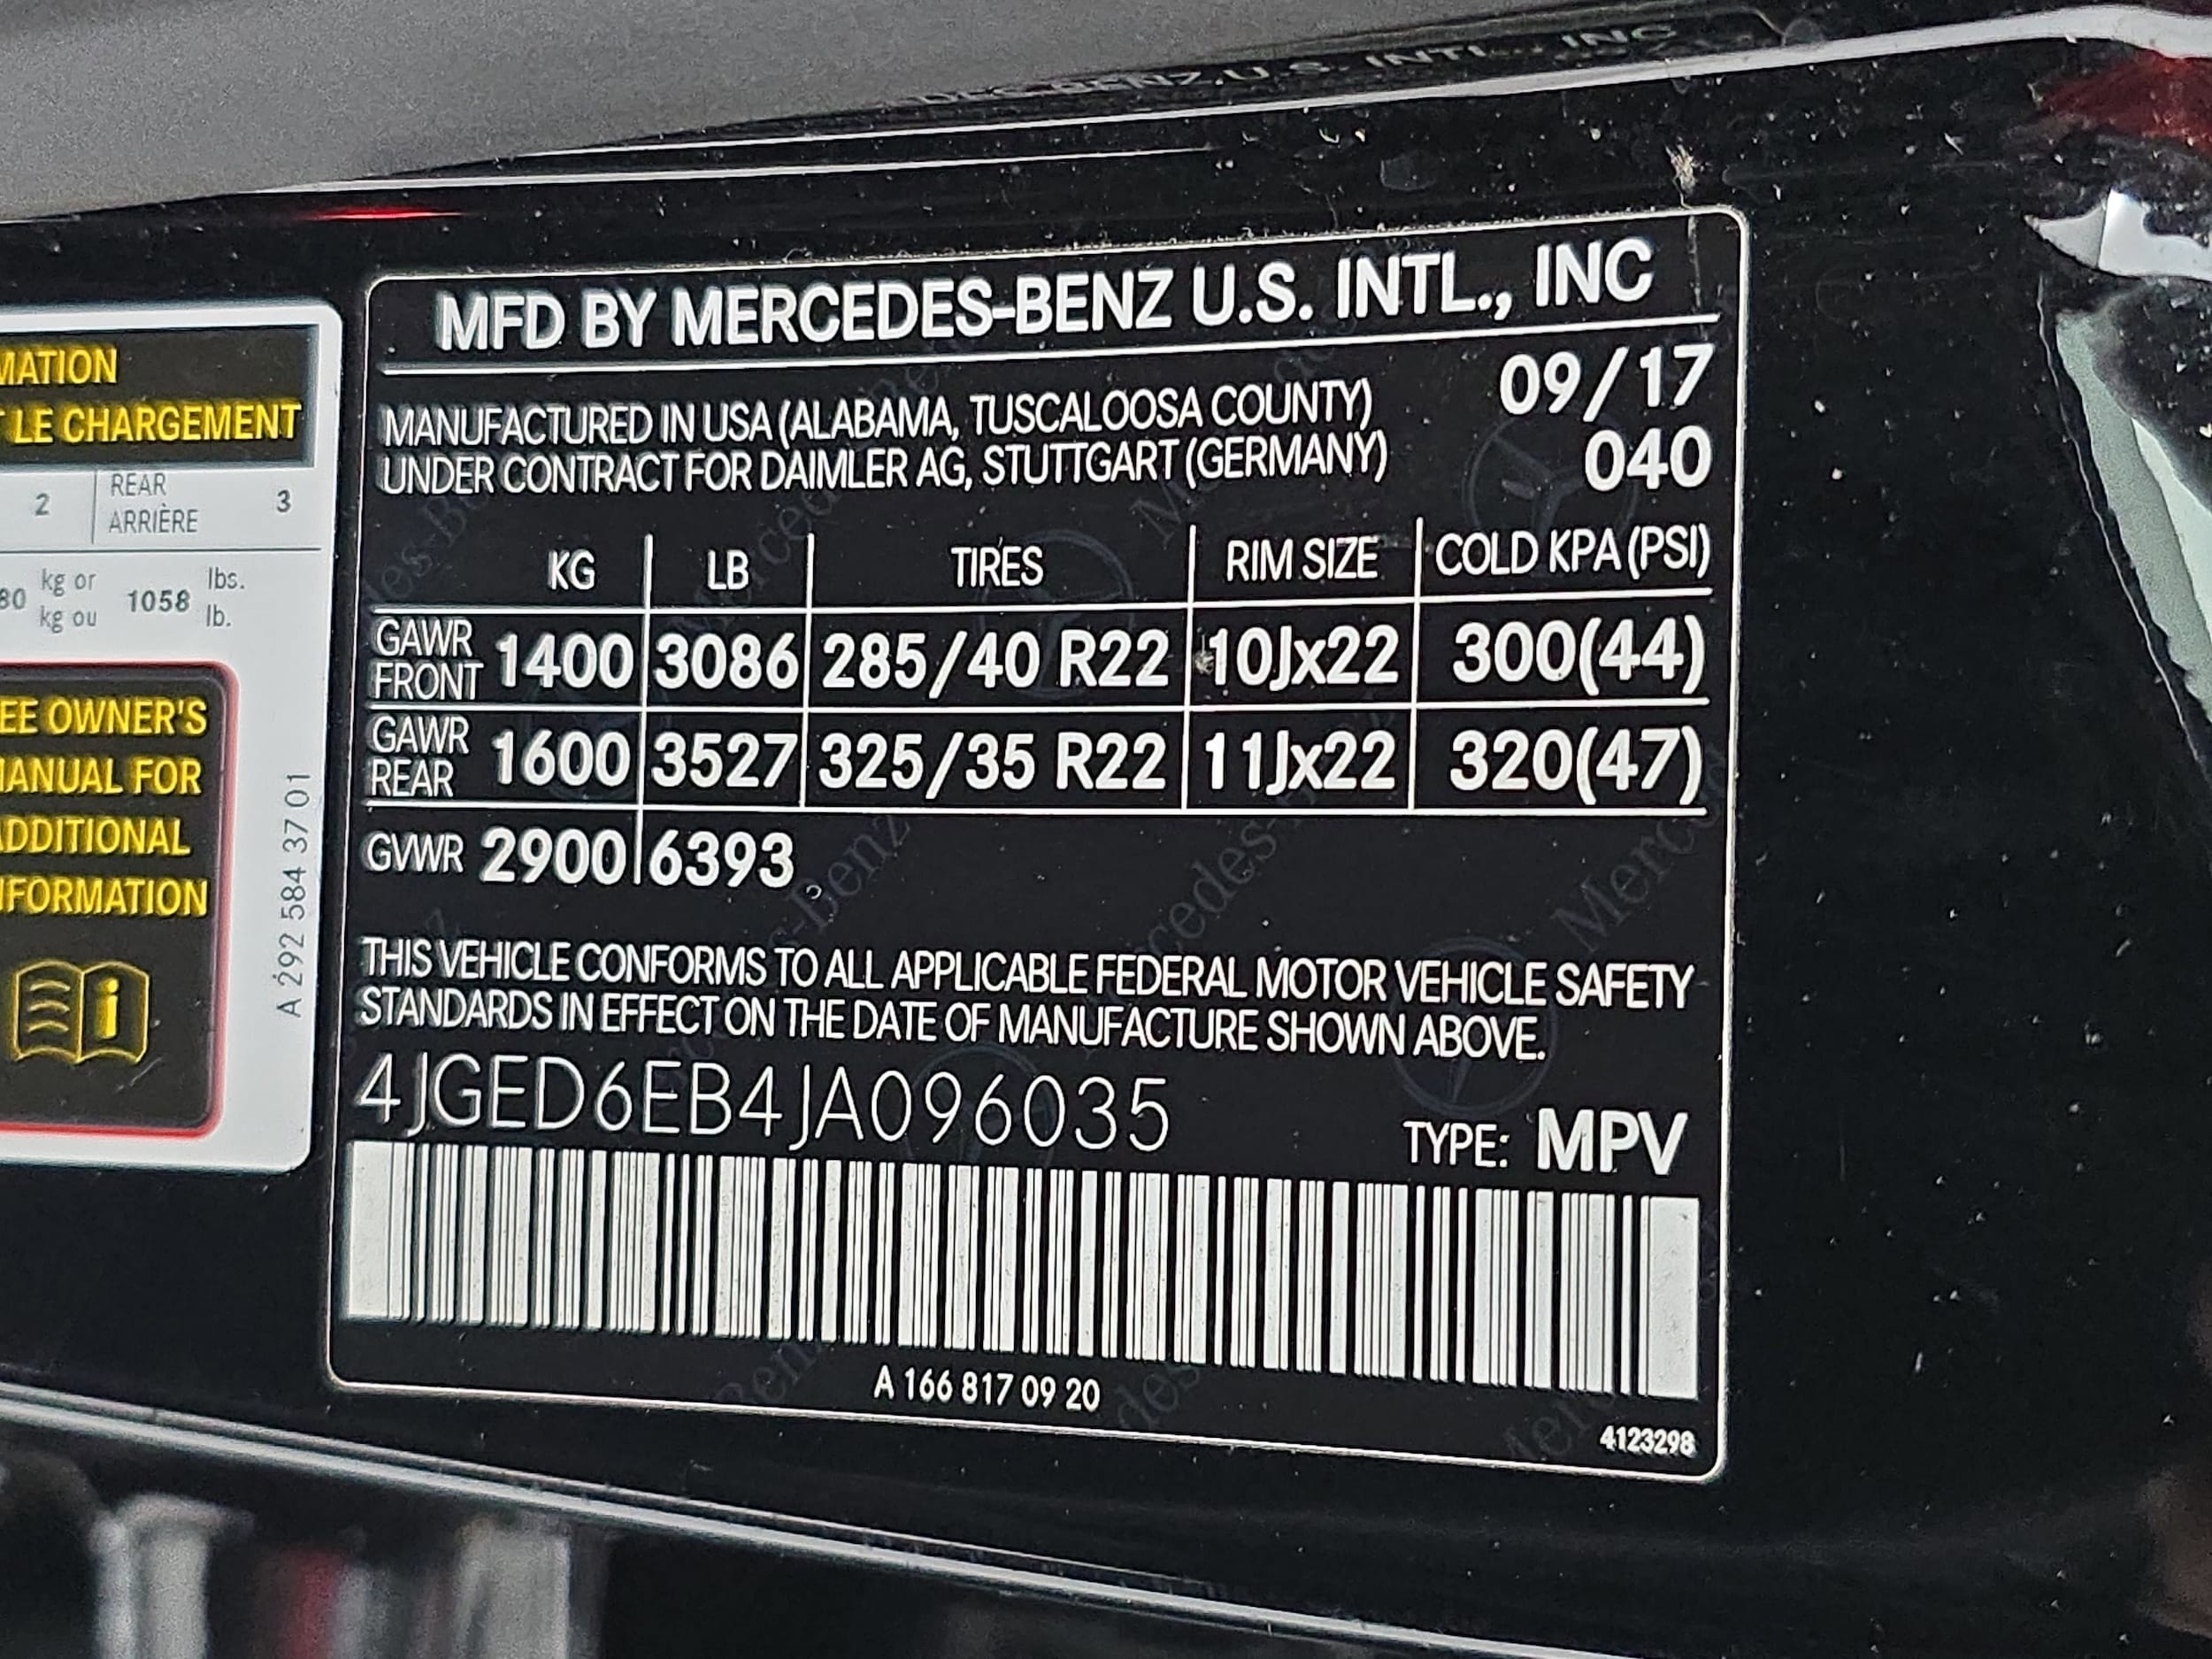 MATION
LE CHARGEMENT
2 REAR ARRIÈRE 3
80 kg or kg ou 1058 lbs. lb.
EE OWNER'S
MANUAL FOR
ADDITIONAL
NFORMATION
A 292 584 37 01
MFD BY MERCEDES-BENZ U.S. INTL., INC
09/17
MANUFACTURED IN USA (ALABAMA, TUSCALOOSA COUNTY)
UNDER CONTRACT FOR DAIMLER AG, STUTTGART (GERMANY)
040
KG LB TIRES RIM SIZE COLD KPA (PSI)
GAWR FRONT 1400 3086 285/40 R22 10Jx22 300(44)
GAWR REAR 1600 3527 325/35 R22 11Jx22 320(47)
GVWR 2900 6393
THIS VEHICLE CONFORMS TO ALL APPLICABLE FEDERAL MOTOR VEHICLE SAFETY
STANDARDS IN EFFECT ON THE DATE OF MANUFACTURE SHOWN ABOVE.
4JGED6EB4JA096035
TYPE: MPV
A 166 817 09 20
4123298